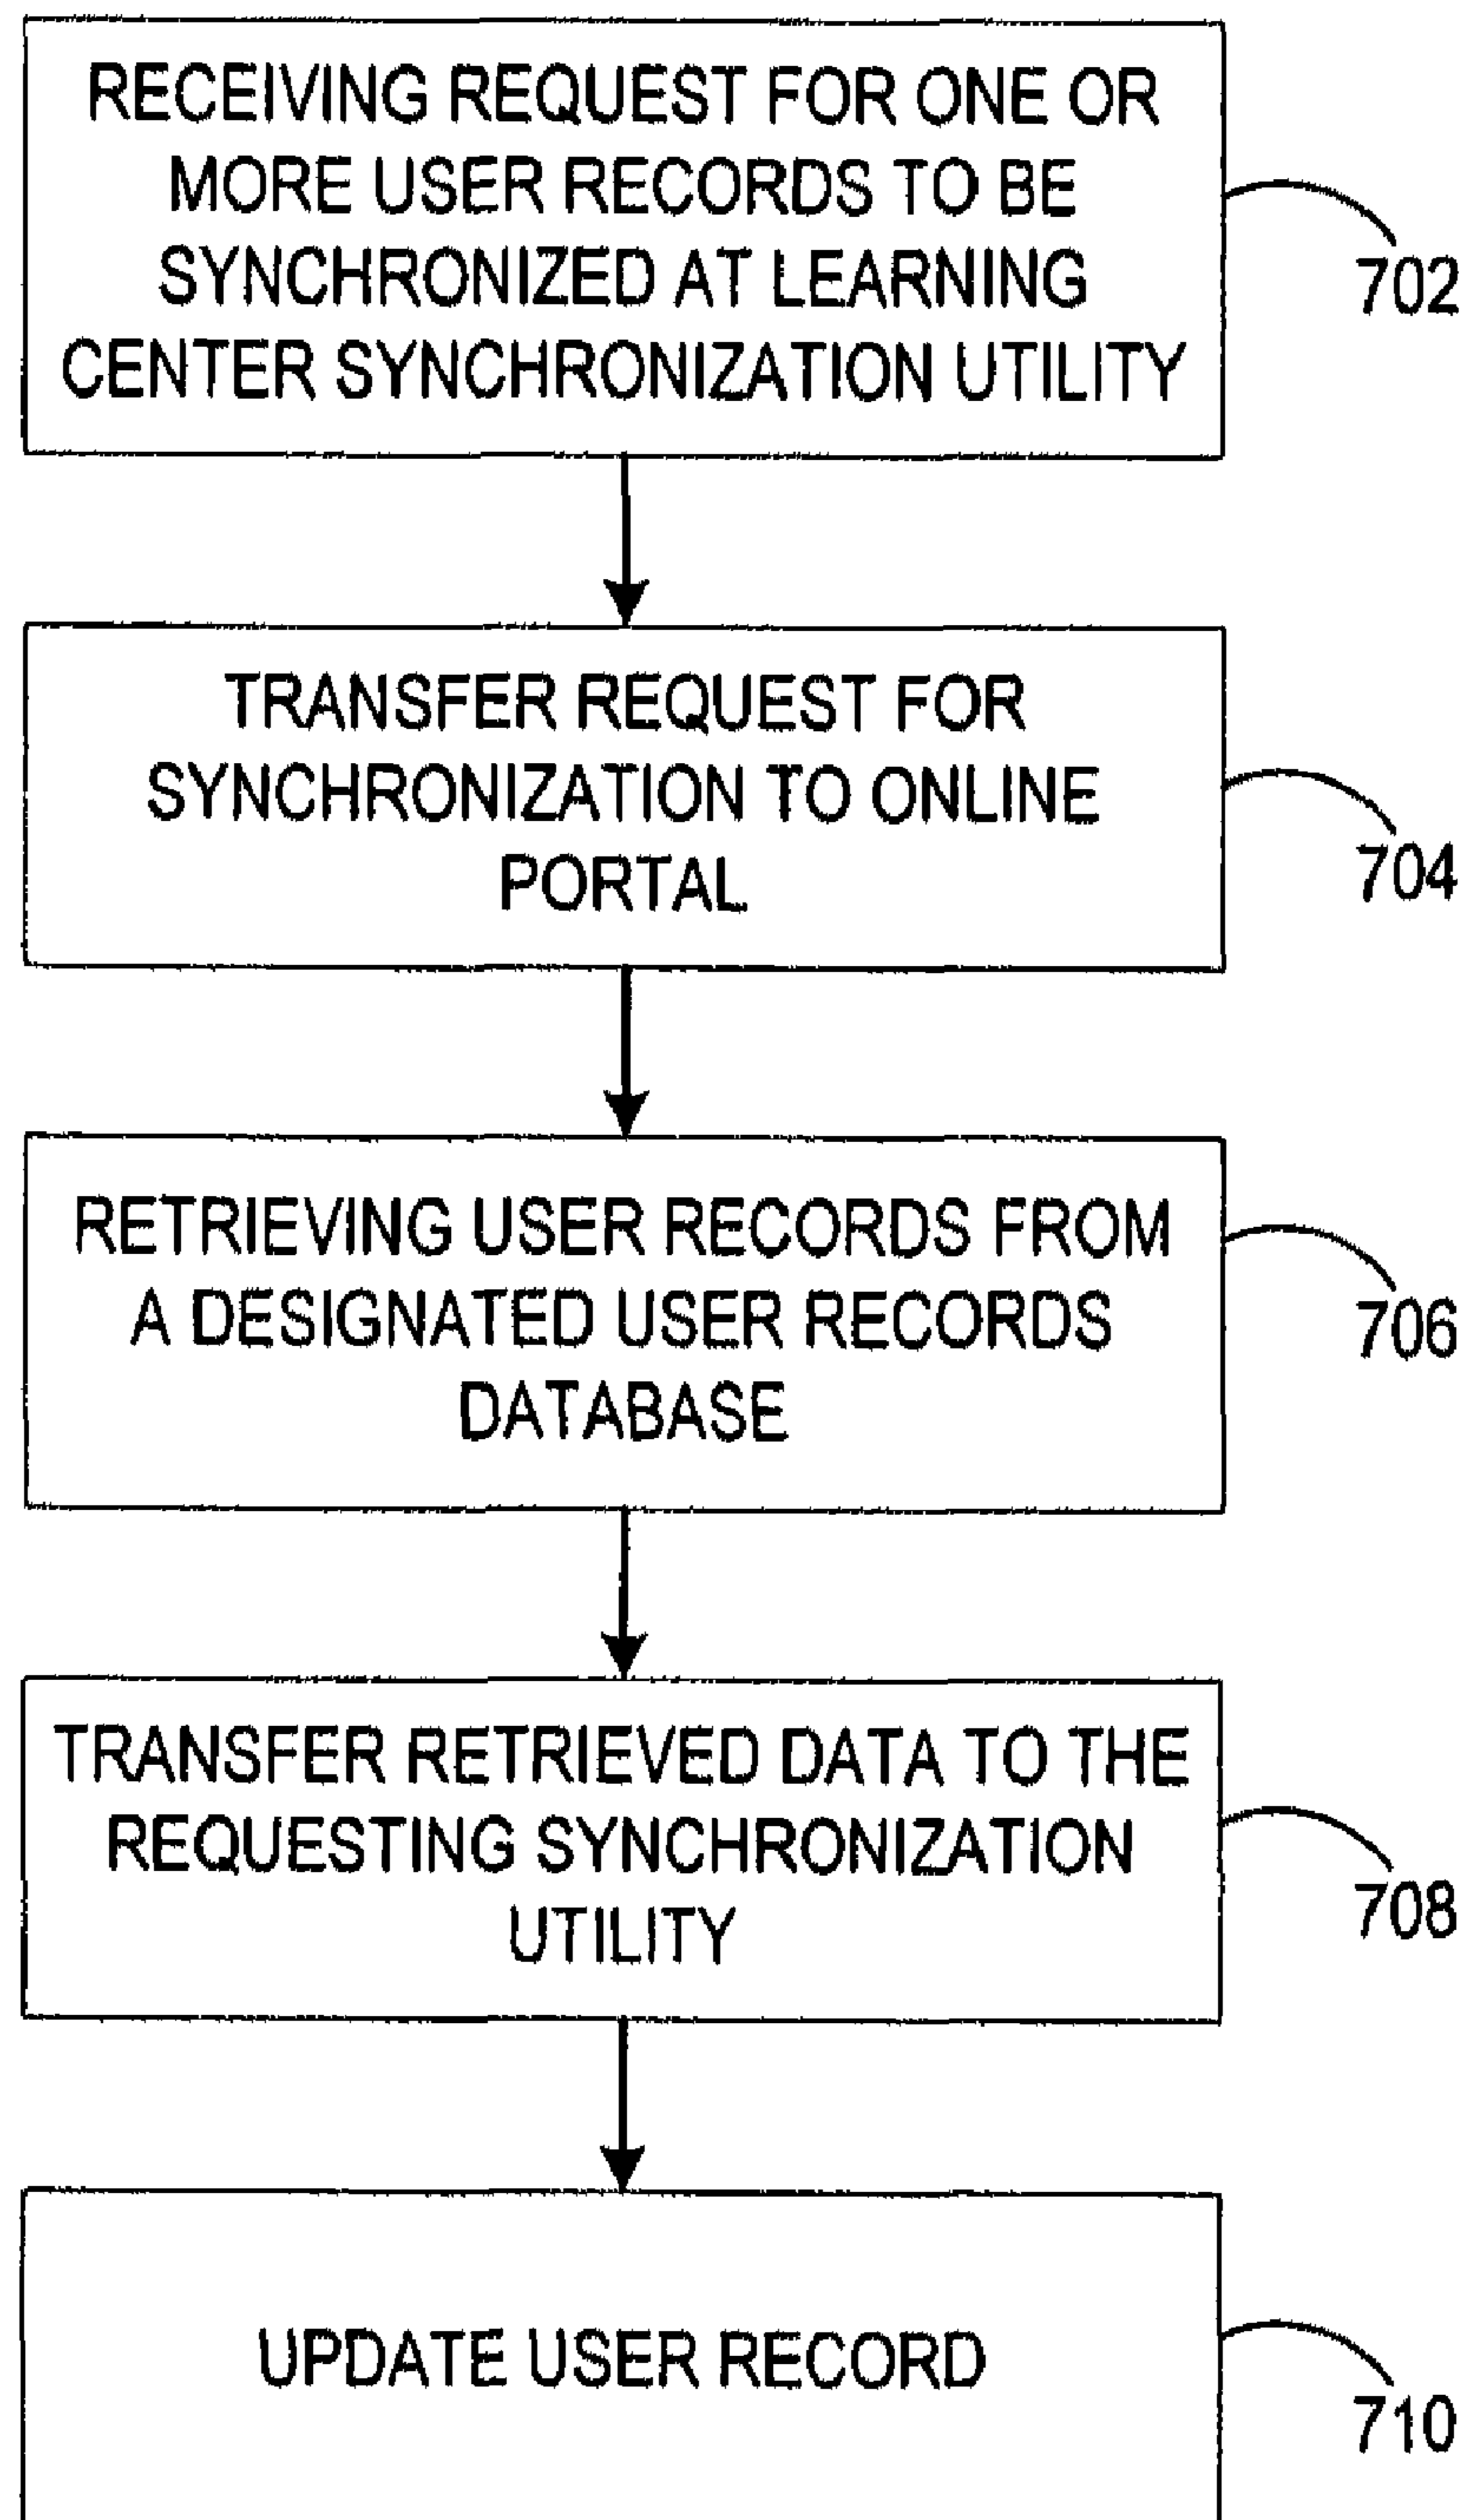 RECEIVING REQUEST FOR ONE OR
MORE USER RECORDS TO BE
SYNCHRONIZED AT LEARNING
CENTER SYNCHRONIZATION UTILITY
702
TRANSFER REQUEST FOR
SYNCHRONIZATION TO ONLINE
PORTAL
704
RETRIEVING USER RECORDS FROM
A DESIGNATED USER RECORDS
DATABASE
706
TRANSFER RETRIEVED DATA TO THE
REQUESTING SYNCHRONIZATION
UTILITY
708
UPDATE USER RECORD
710